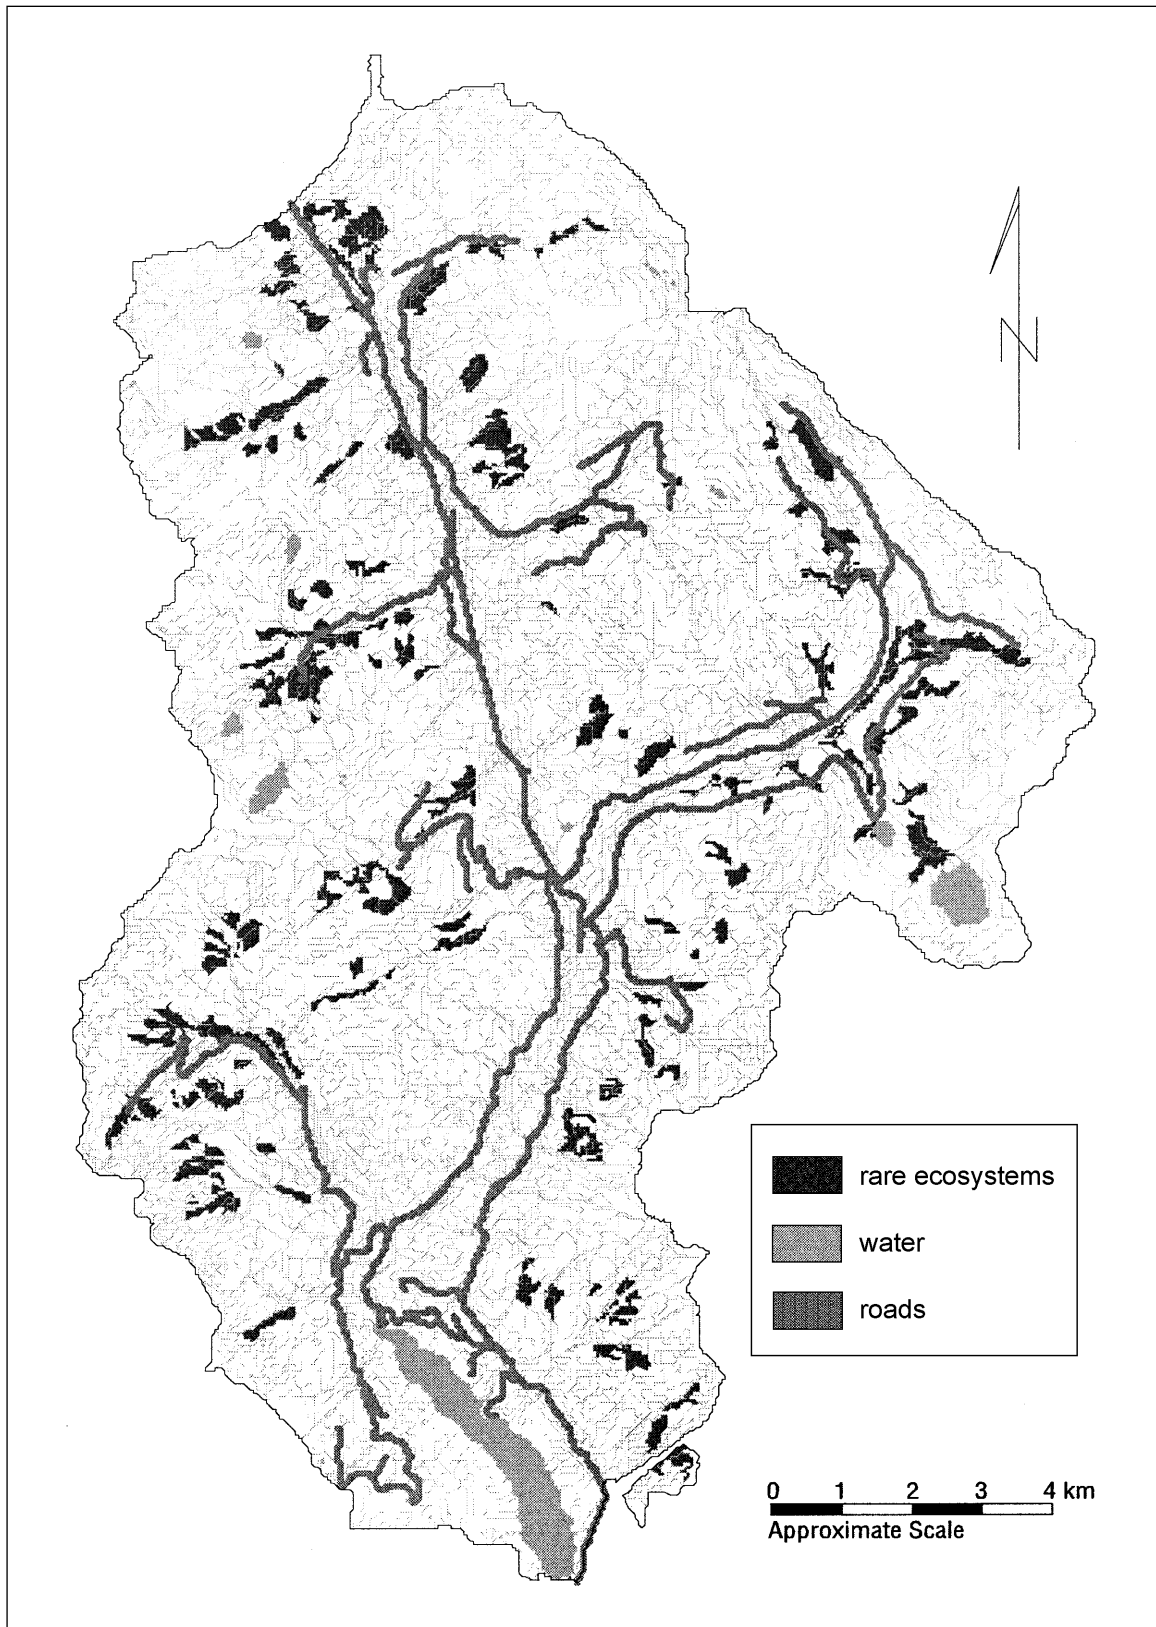 N
rare ecosystems
water
roads
0 1 2 3 4 km
Approximate Scale